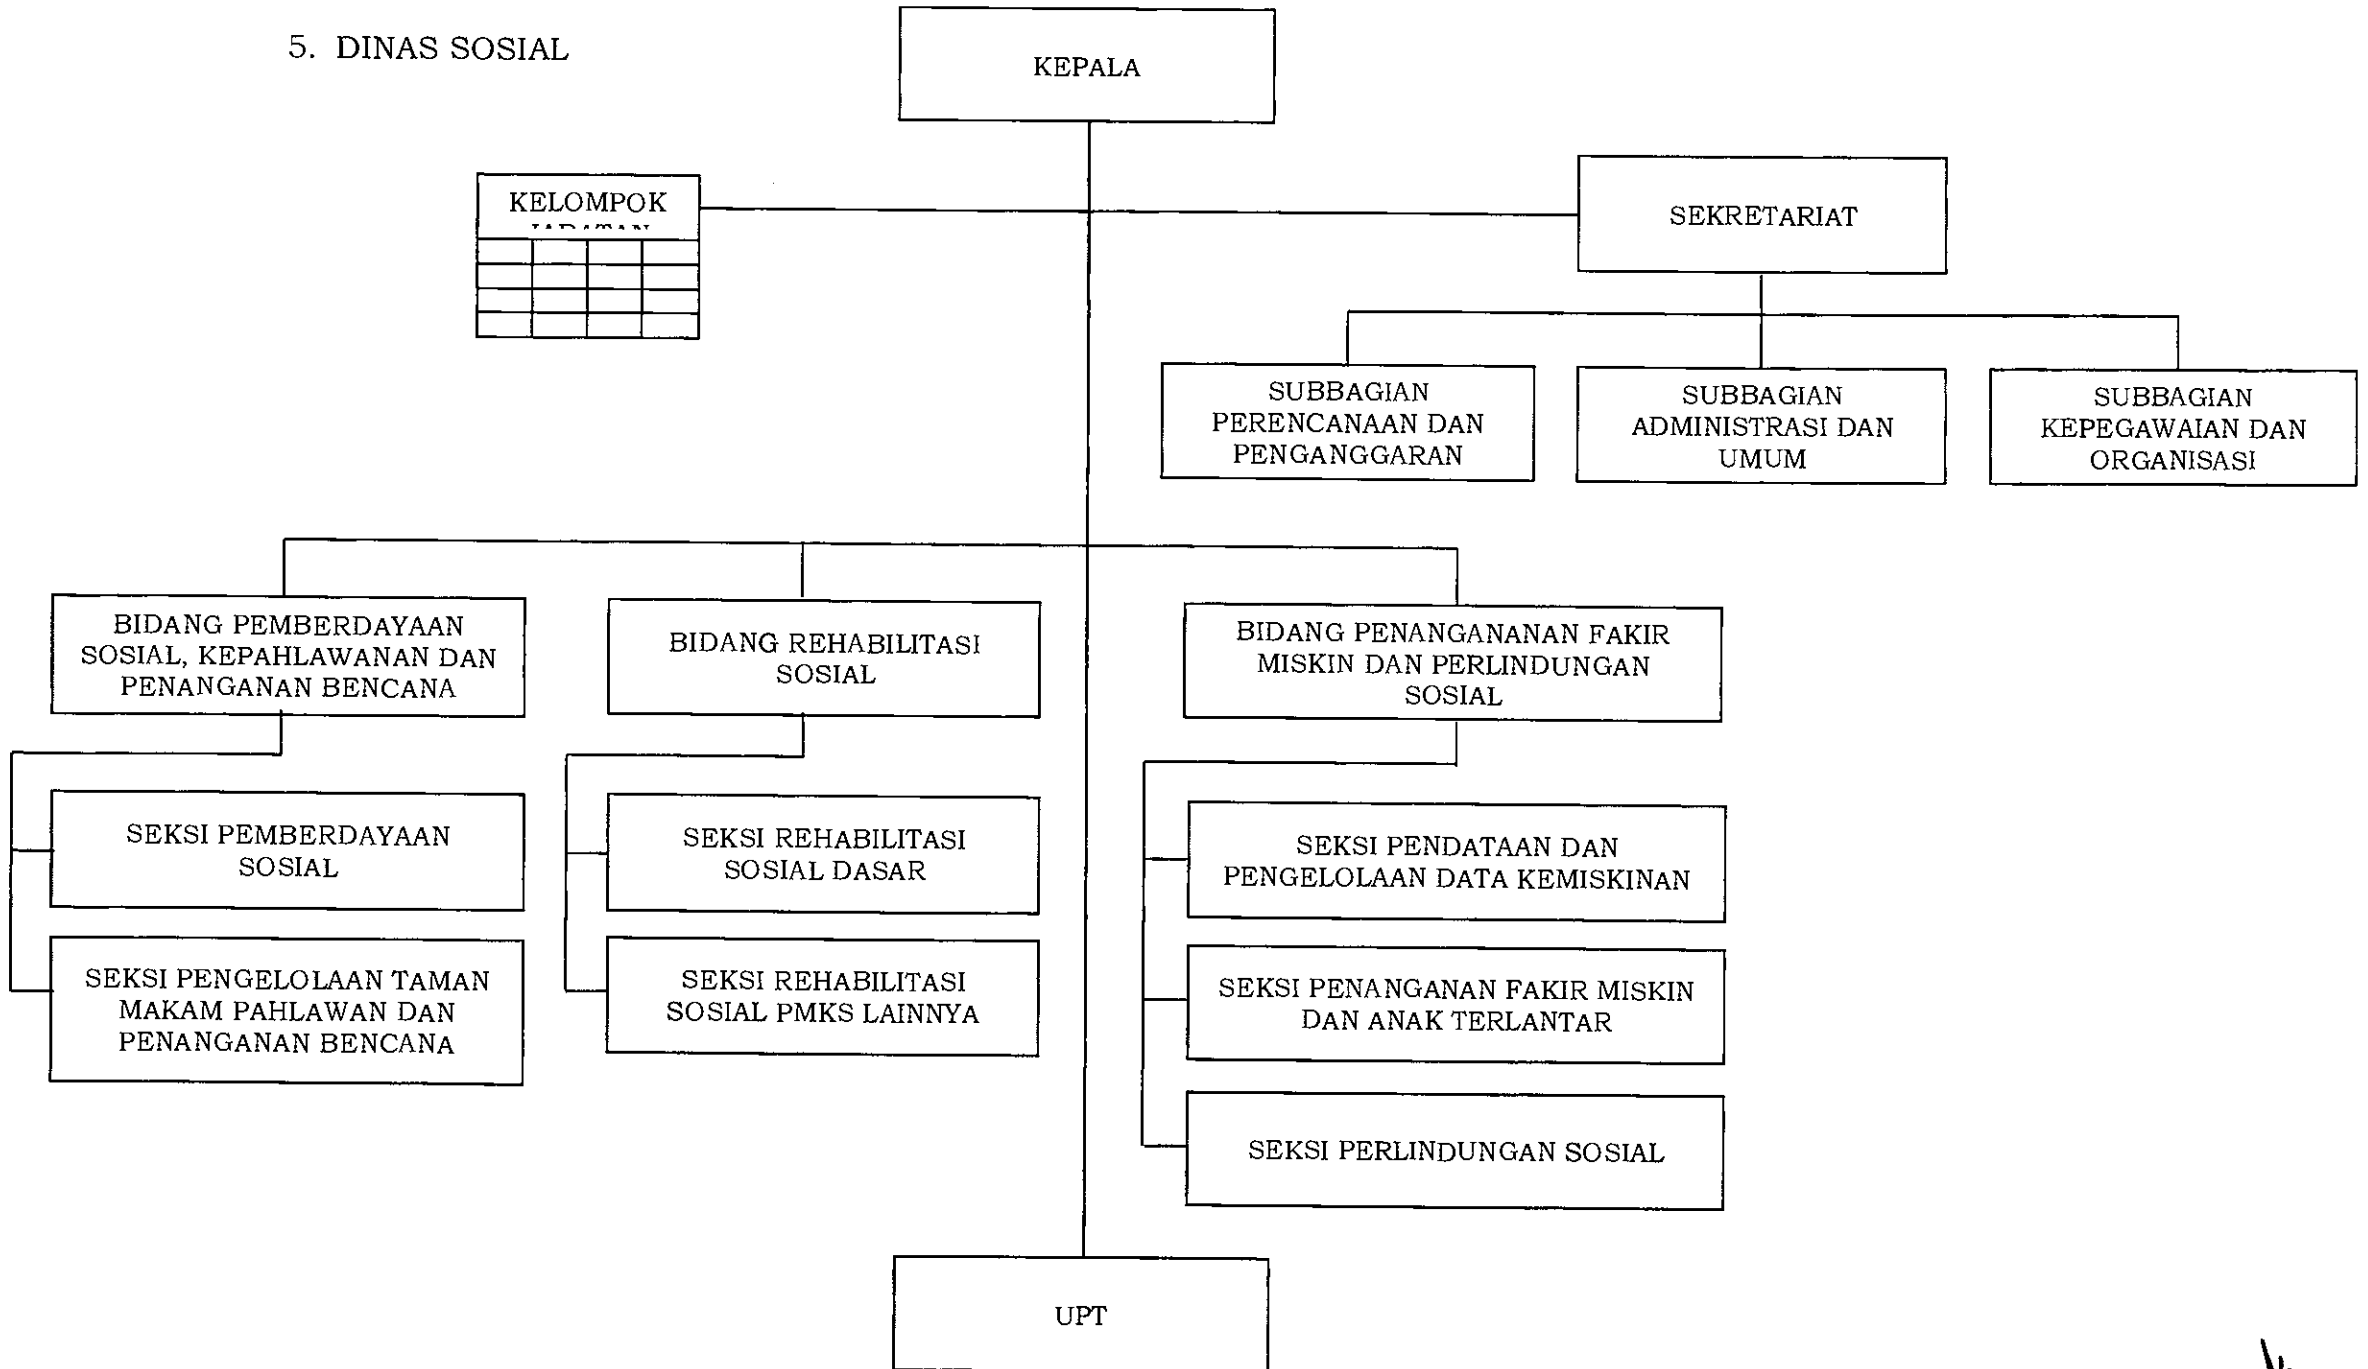 5. DINAS SOSIAL
KEPALA
KELOMPOK
SEKRETARIAT
SUBBAGIAN
PERENCANAAN DAN
PENGANGGARAN
SUBBAGIAN
ADMINISTRASI DAN
UMUM
SUBBAGIAN
KEPEGAWAIAN DAN
ORGANISASI
BIDANG PEMBERDAYAAN
SOSIAL, KEPAHLAWANAN DAN
PENANGANAN BENCANA
BIDANG REHABILITASI
SOSIAL
BIDANG PENANGANANAN FAKIR
MISKIN DAN PERLINDUNGAN
SOSIAL
SEKSI PEMBERDAYAAN
SOSIAL
SEKSI PENGELOLAAN TAMAN
MAKAM PAHLAWAN DAN
PENANGANAN BENCANA
SEKSI REHABILITASI
SOSIAL DASAR
SEKSI REHABILITASI
SOSIAL PMKS LAINNYA
SEKSI PENDATAAN DAN
PENGELOLAAN DATA KEMISKINAN
SEKSI PENANGANAN FAKIR MISKIN
DAN ANAK TERLANTAR
SEKSI PERLINDUNGAN SOSIAL
UPT